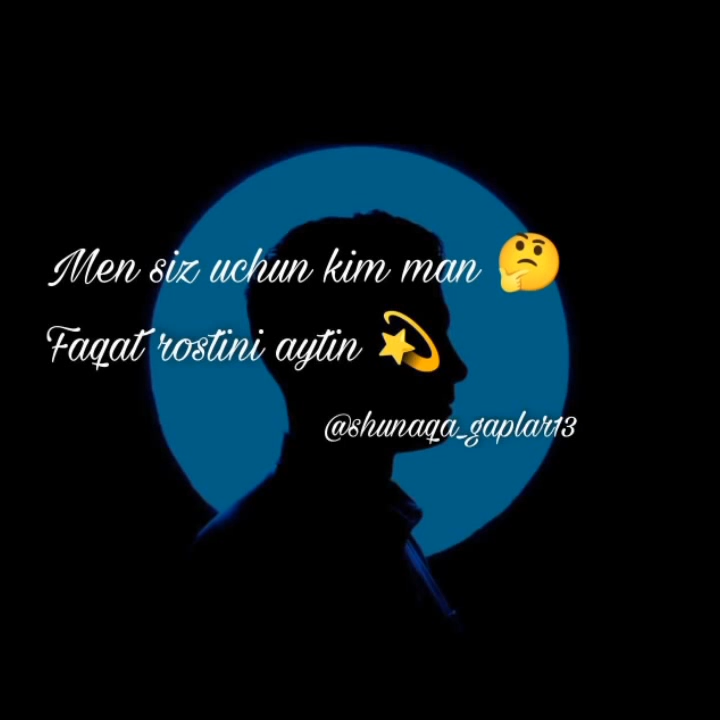 Men siz uchun kim man 🤔
Faqat rostini aytin 💫
@shunaqa_gaplar13